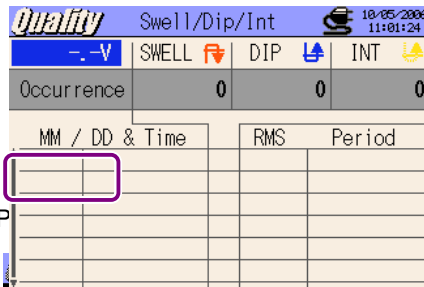 Quality Swell/Dip/Int 10/05/2006
11:01:24
-.-V SWELL DIP INT
Occurrence 0 0 0
MM / DD & Time RMS Period